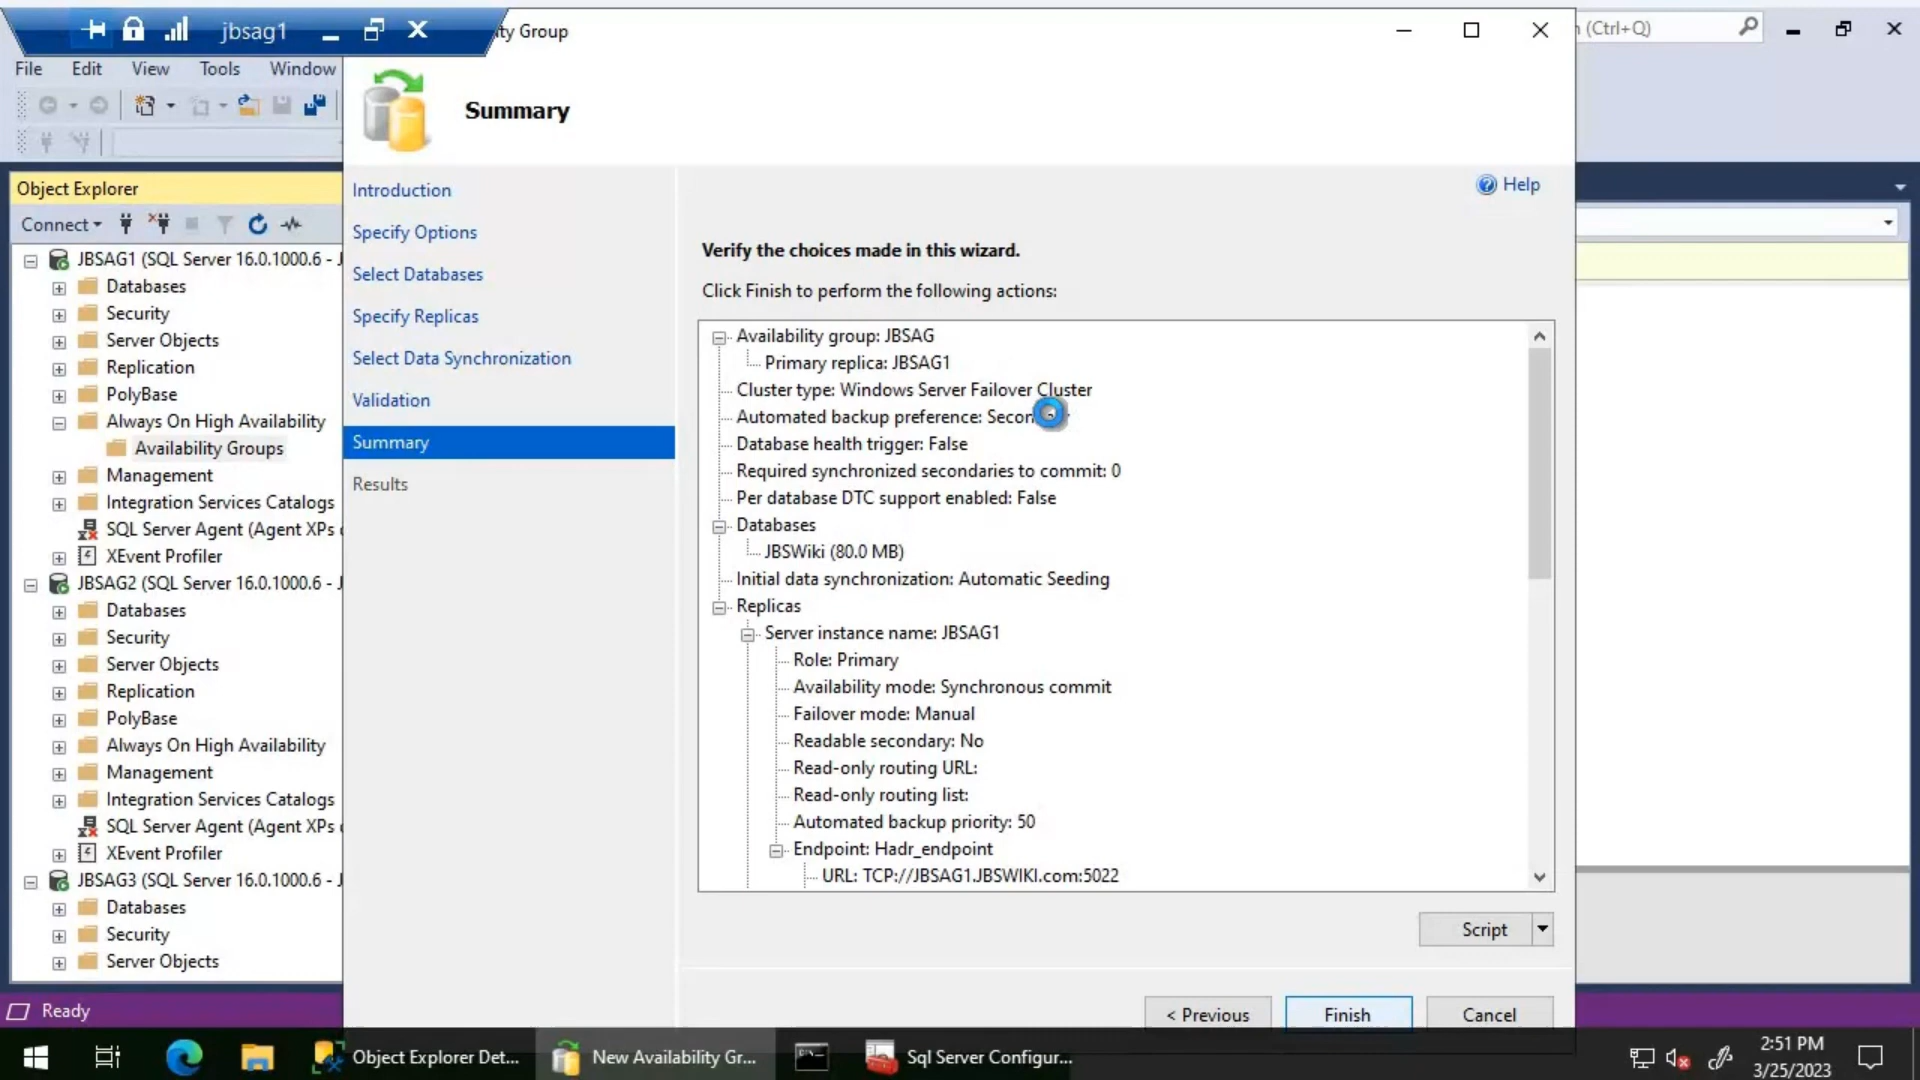 jbsag1
ty Group
(Ctrl+Q)
File Edit View Tools Window
Summary
Object Explorer
Connect
JBSAG1 (SQL Server 16.0.1000.6 - J
Databases
Security
Server Objects
Replication
PolyBase
Always On High Availability
Availability Groups
Management
Integration Services Catalogs
SQL Server Agent (Agent XPs
XEvent Profiler
JBSAG2 (SQL Server 16.0.1000.6 - J
Databases
Security
Server Objects
Replication
PolyBase
Always On High Availability
Management
Integration Services Catalogs
SQL Server Agent (Agent XPs
XEvent Profiler
JBSAG3 (SQL Server 16.0.1000.6 - J
Databases
Security
Server Objects
Introduction
Specify Options
Select Databases
Specify Replicas
Select Data Synchronization
Validation
Summary
Results
Help
Verify the choices made in this wizard.
Click Finish to perform the following actions:
Availability group: JBSAG
Primary replica: JBSAG1
Cluster type: Windows Server Failover Cluster
Automated backup preference:
Database health trigger: False
Required synchronized secondaries to commit: 0
Per database DTC support enabled: False
Databases
JBSWiki (80.0 MB)
Initial data synchronization: Automatic Seeding
Replicas
Server instance name: JBSAG1
Role: Primary
Availability mode: Synchronous commit
Failover mode: Manual
Readable secondary: No
Read-only routing URL:
Read-only routing list:
Automated backup priority: 50
Endpoint: Hadr_endpoint
URL: TCP://JBSAG1.JBSWIKI.com:5022
Script
< Previous Finish Cancel
Ready
Object Explorer Det...
New Availability Gr...
Sql Server Configur...
2:51 PM
3/25/2023